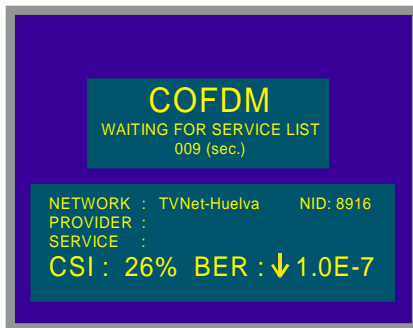 COFDM
WAITING FOR SERVICE LIST
009 (sec.)
NETWORK : TVNet-Huelva NID: 8916
PROVIDER :
SERVICE :
CSI : 26% BER : ↓ 1.0E-7